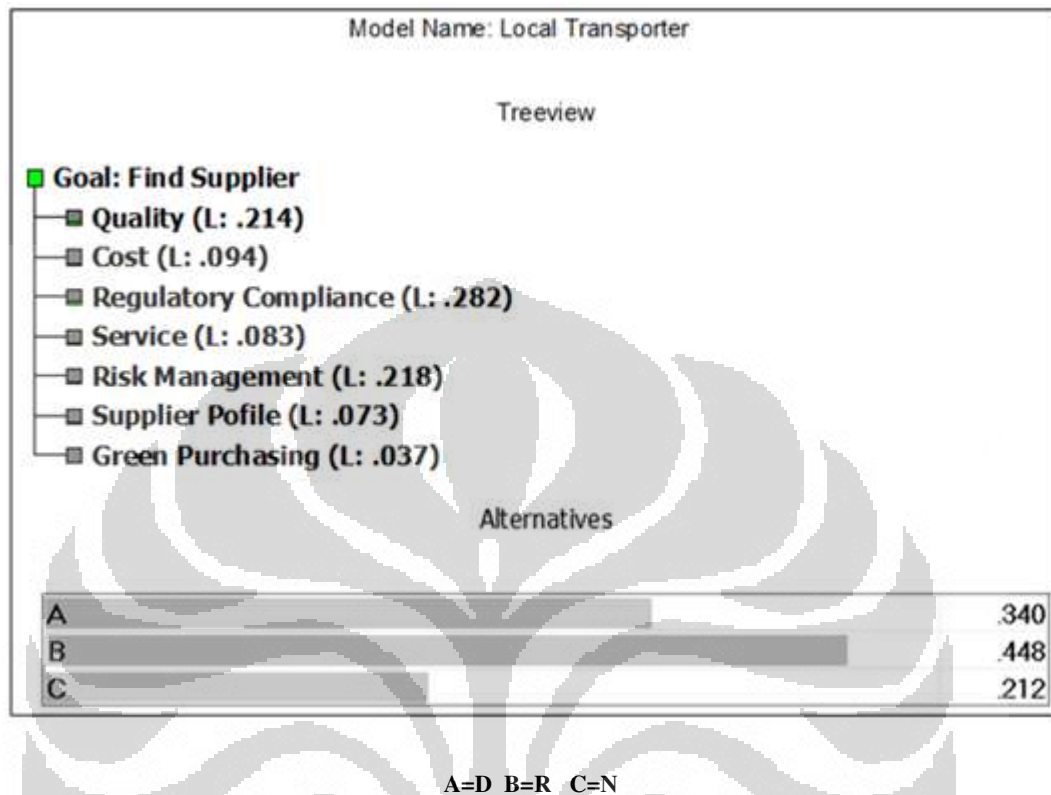 Model Name: Local Transporter
Treeview
Goal: Find Supplier
Quality (L: .214)
Cost (L: .094)
Regulatory Compliance (L: .282)
Service (L: .083)
Risk Management (L: .218)
Supplier Pofile (L: .073)
Green Purchasing (L: .037)
Alternatives
A .340
B .448
C .212
A=D B=R C=N